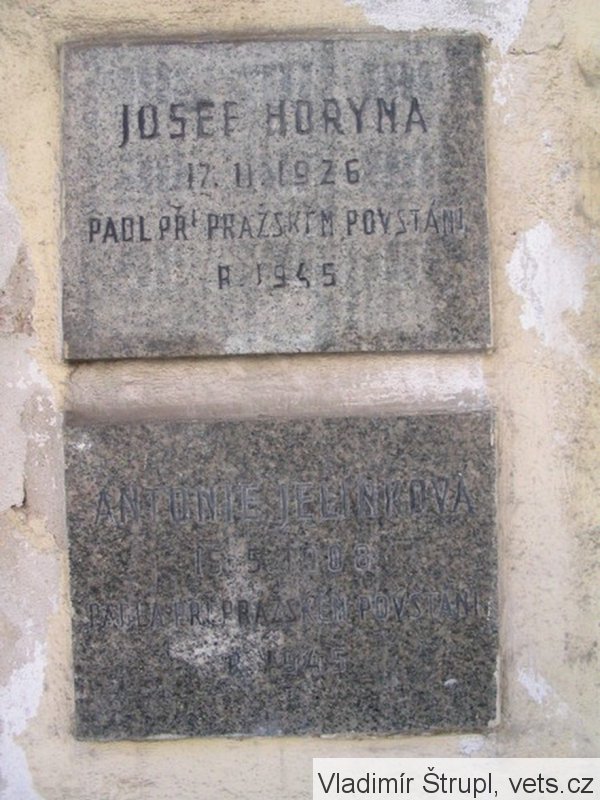 JOSEF HORYNA
17. 11. 1926
PADL PŘI PRAŽSKÉM POVSTÁNÍ
R. 1945
ANTONIE JELÍNKOVÁ
15. 5. 1908
PADLA PŘI PRAŽSKÉM POVSTÁNÍ
R. 1945
Vladimír Štrupl, vets.cz